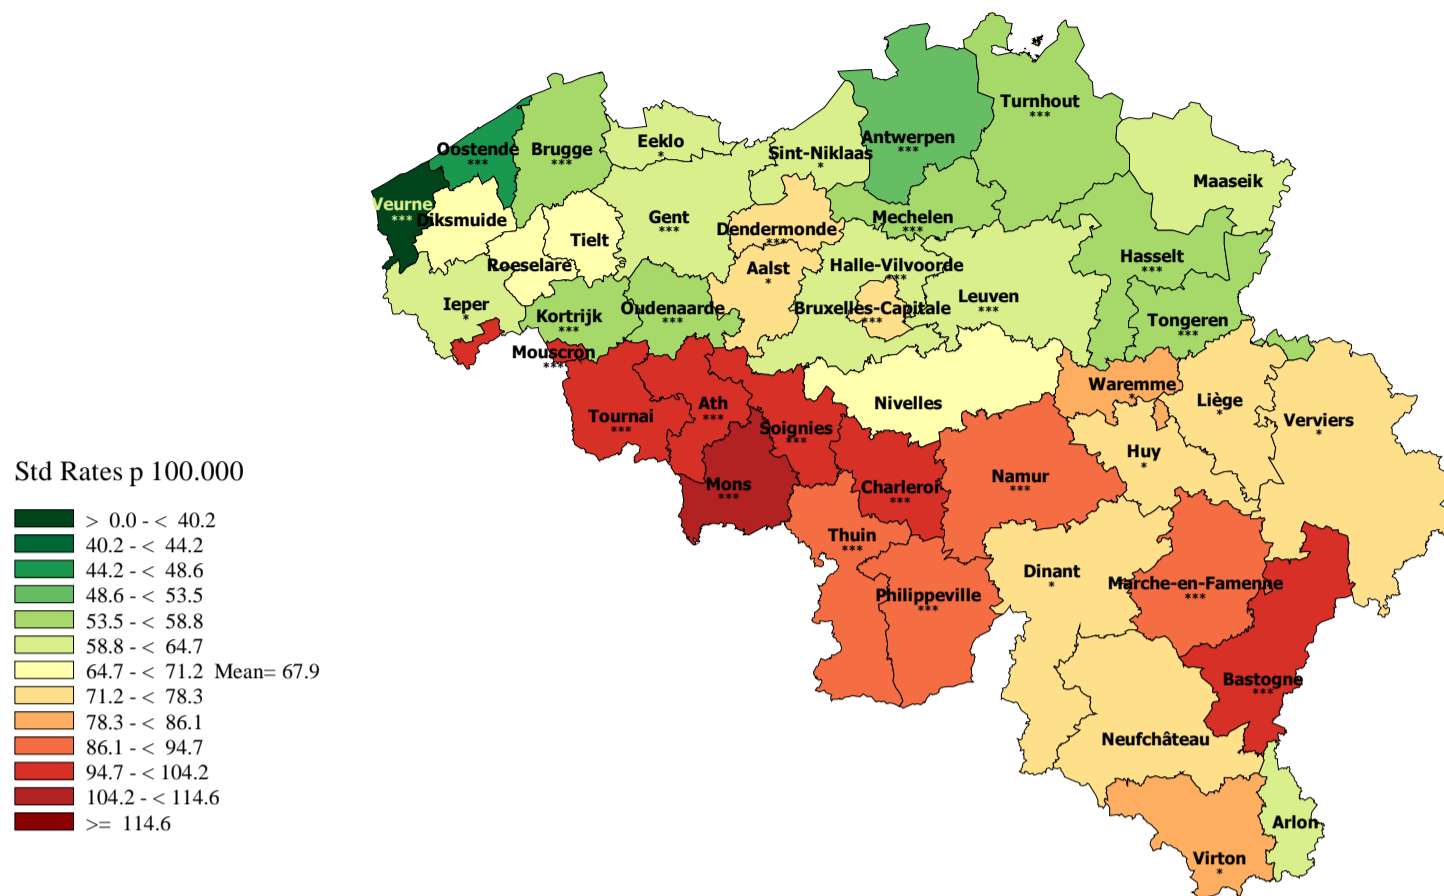 Turnhout
***
Antwerpen
***
Eeklo
*
Oostende
***
Brugge
***
Sint-Niklaas
*
Maaseik
Veurne
***
Diksmuide
Gent
***
Mechelen
***
Dendermonde
***
Tielt
Roeselare
Aalst
*
Halle-Vilvoorde
***
Hasselt
***
Ieper
*
Kortrijk
***
Oudenaarde
***
Bruxelles-Capitale
***
Leuven
***
Tongeren
***
Mouscron
***
Waremme
*
Nivelles
Liège
*
Tournai
***
Ath
***
Soignies
***
Verviers
*
Huy
*
Mons
***
Charleroi
***
Namur
***
Thuin
***
Dinant
*
Marche-en-Famenne
***
Philippeville
***
Bastogne
***
Neufchâteau
Arlon
Virton
*
Std Rates p 100.000
> 0.0 - < 40.2
40.2 - < 44.2
44.2 - < 48.6
48.6 - < 53.5
53.5 - < 58.8
58.8 - < 64.7
64.7 - < 71.2 Mean= 67.9
71.2 - < 78.3
78.3 - < 86.1
86.1 - < 94.7
94.7 - < 104.2
104.2 - < 114.6
>= 114.6